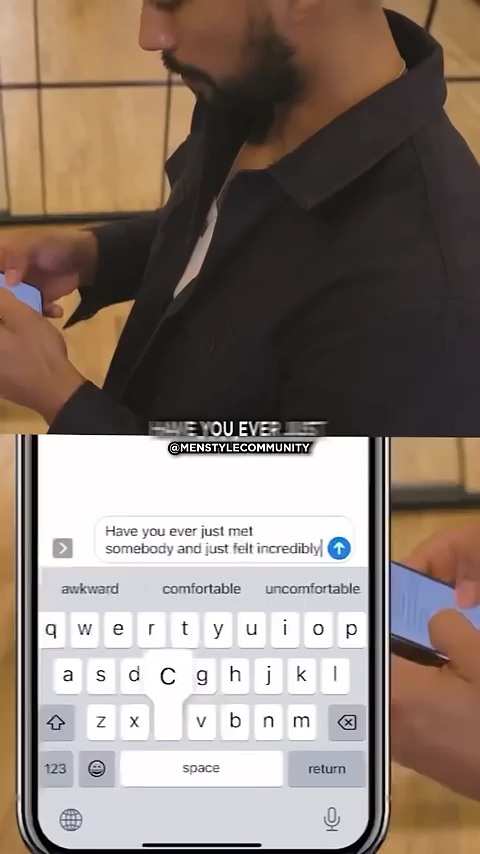 HAVE YOU EVER JUST
@MENSTYLECOMMUNITY
Have you ever just met
somebody and just felt incredibly
awkward comfortable uncomfortable
q w e r t y u i o p
a s d C g h j k l
z x v b n m
123 space return